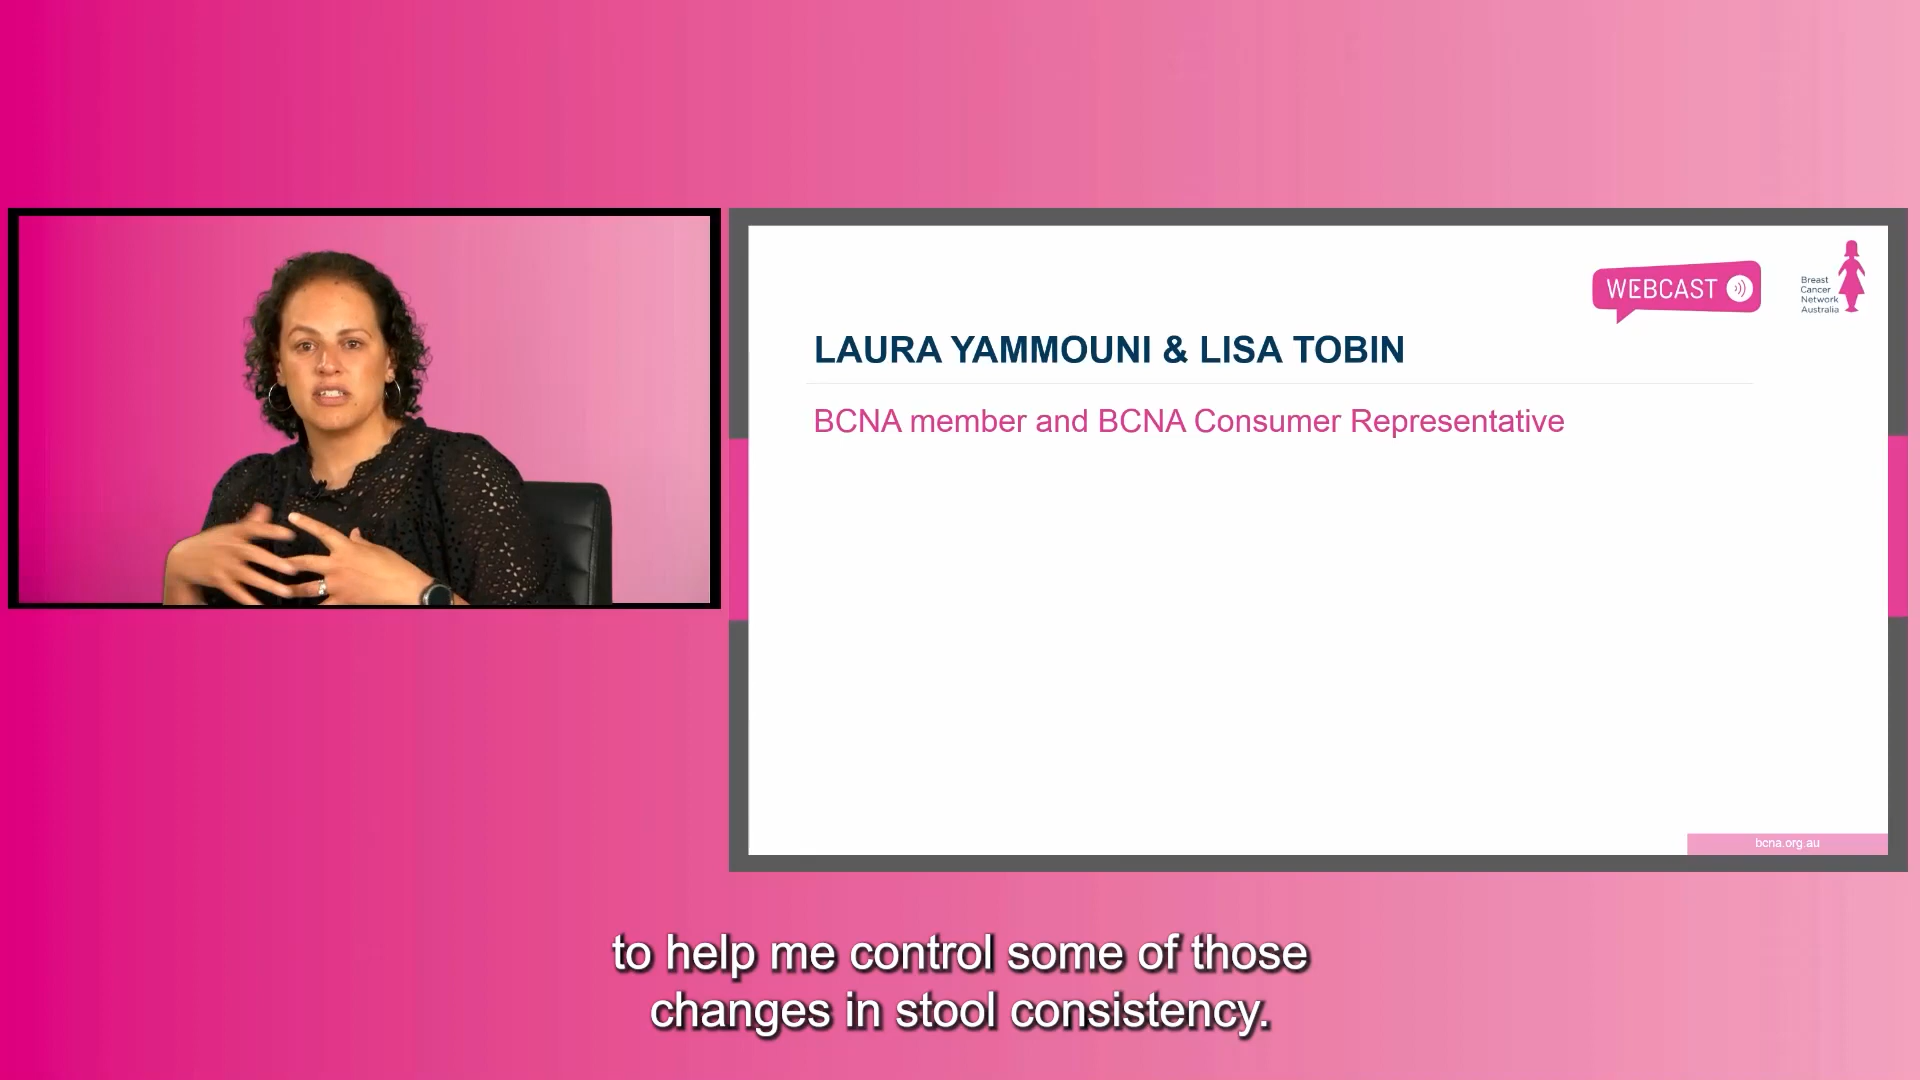 WEBCAST
Breast
Cancer
Network
Australia
LAURA YAMMOUNI & LISA TOBIN
BCNA member and BCNA Consumer Representative
bcna.org.au
to help me control some of those
changes in stool consistency.